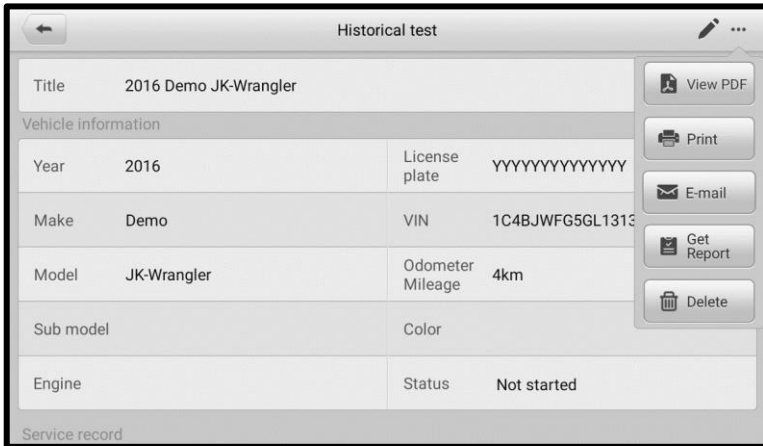 Historical test
Title 2016 Demo JK-Wrangler
View PDF
Vehicle information
Print
Year 2016 License plate YYYYYYYYYYYYYY
E-mail
Make Demo VIN 1C4BJWFG5GL1313
Get Report
Model JK-Wrangler Odometer Mileage 4km
Delete
Sub model Color
Engine Status Not started
Service record